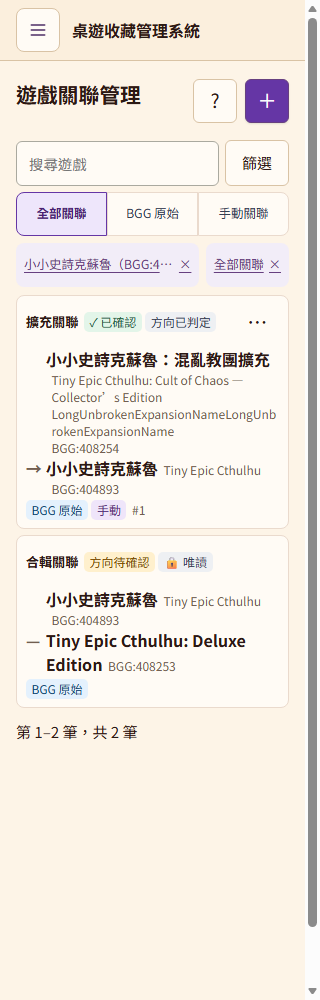 桌遊收藏管理系統
遊戲關聯管理
?
+
搜尋遊戲
篩選
全部關聯
BGG 原始
手動關聯
小小史詩克蘇魯（BGG:4… ×
全部關聯 ×
擴充關聯 ✓已確認 方向已判定 …
小小史詩克蘇魯：混亂教團擴充
Tiny Epic Cthulhu: Cult of Chaos —
Collector’s Edition
LongUnbrokenExpansionNameLongUnb
rokenExpansionName
BGG:408254
→ 小小史詩克蘇魯 Tiny Epic Cthulhu
BGG:404893
BGG 原始 手動 #1
合輯關聯 方向待確認 🔒 唯讀
小小史詩克蘇魯 Tiny Epic Cthulhu
BGG:404893
— Tiny Epic Cthulhu: Deluxe
Edition BGG:408253
BGG 原始
第 1–2 筆，共 2 筆